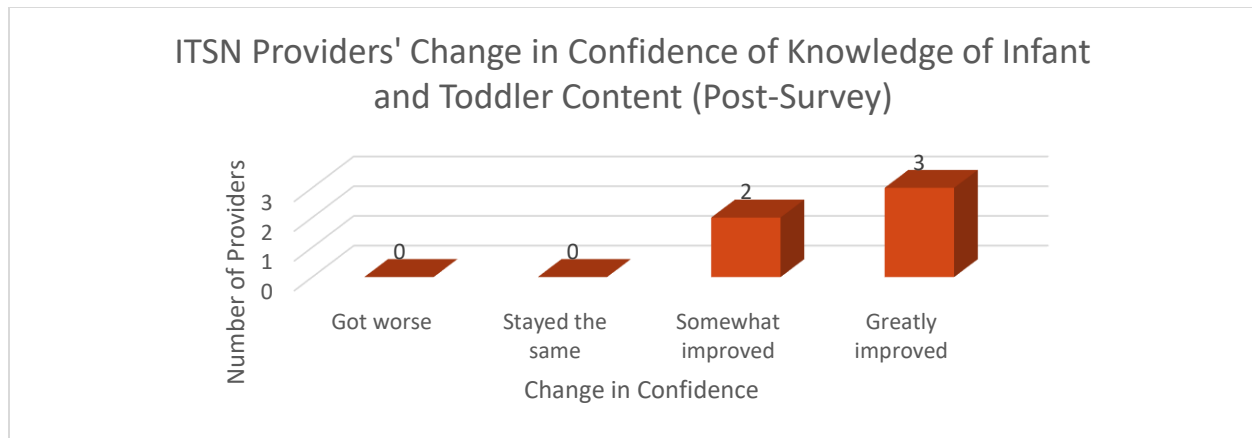 ITSN Providers' Change in Confidence of Knowledge of Infant
and Toddler Content (Post-Survey)
Number of Providers
3
2
1
0
0
0
2
3
Got worse
Stayed the
same
Somewhat
improved
Greatly
improved
Change in Confidence